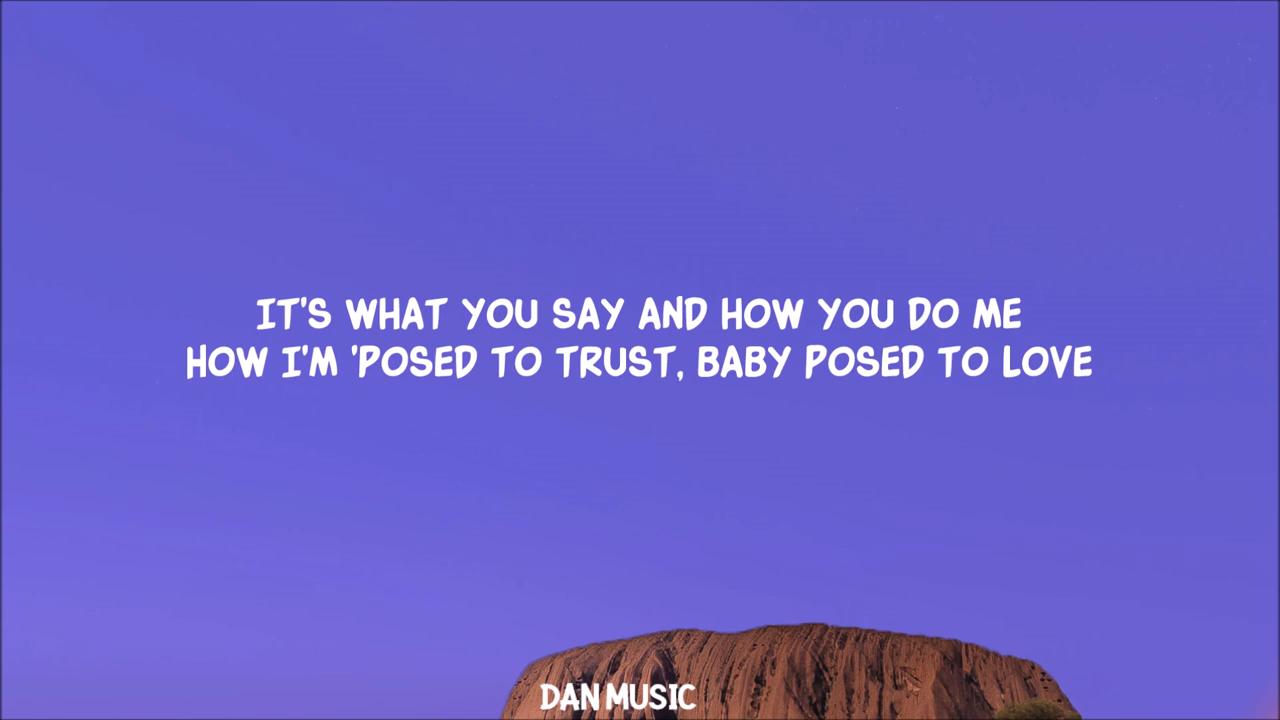 IT'S WHAT YOU SAY AND HOW YOU DO ME
HOW I'M 'POSED TO TRUST, BABY POSED TO LOVE
DAN MUSIC